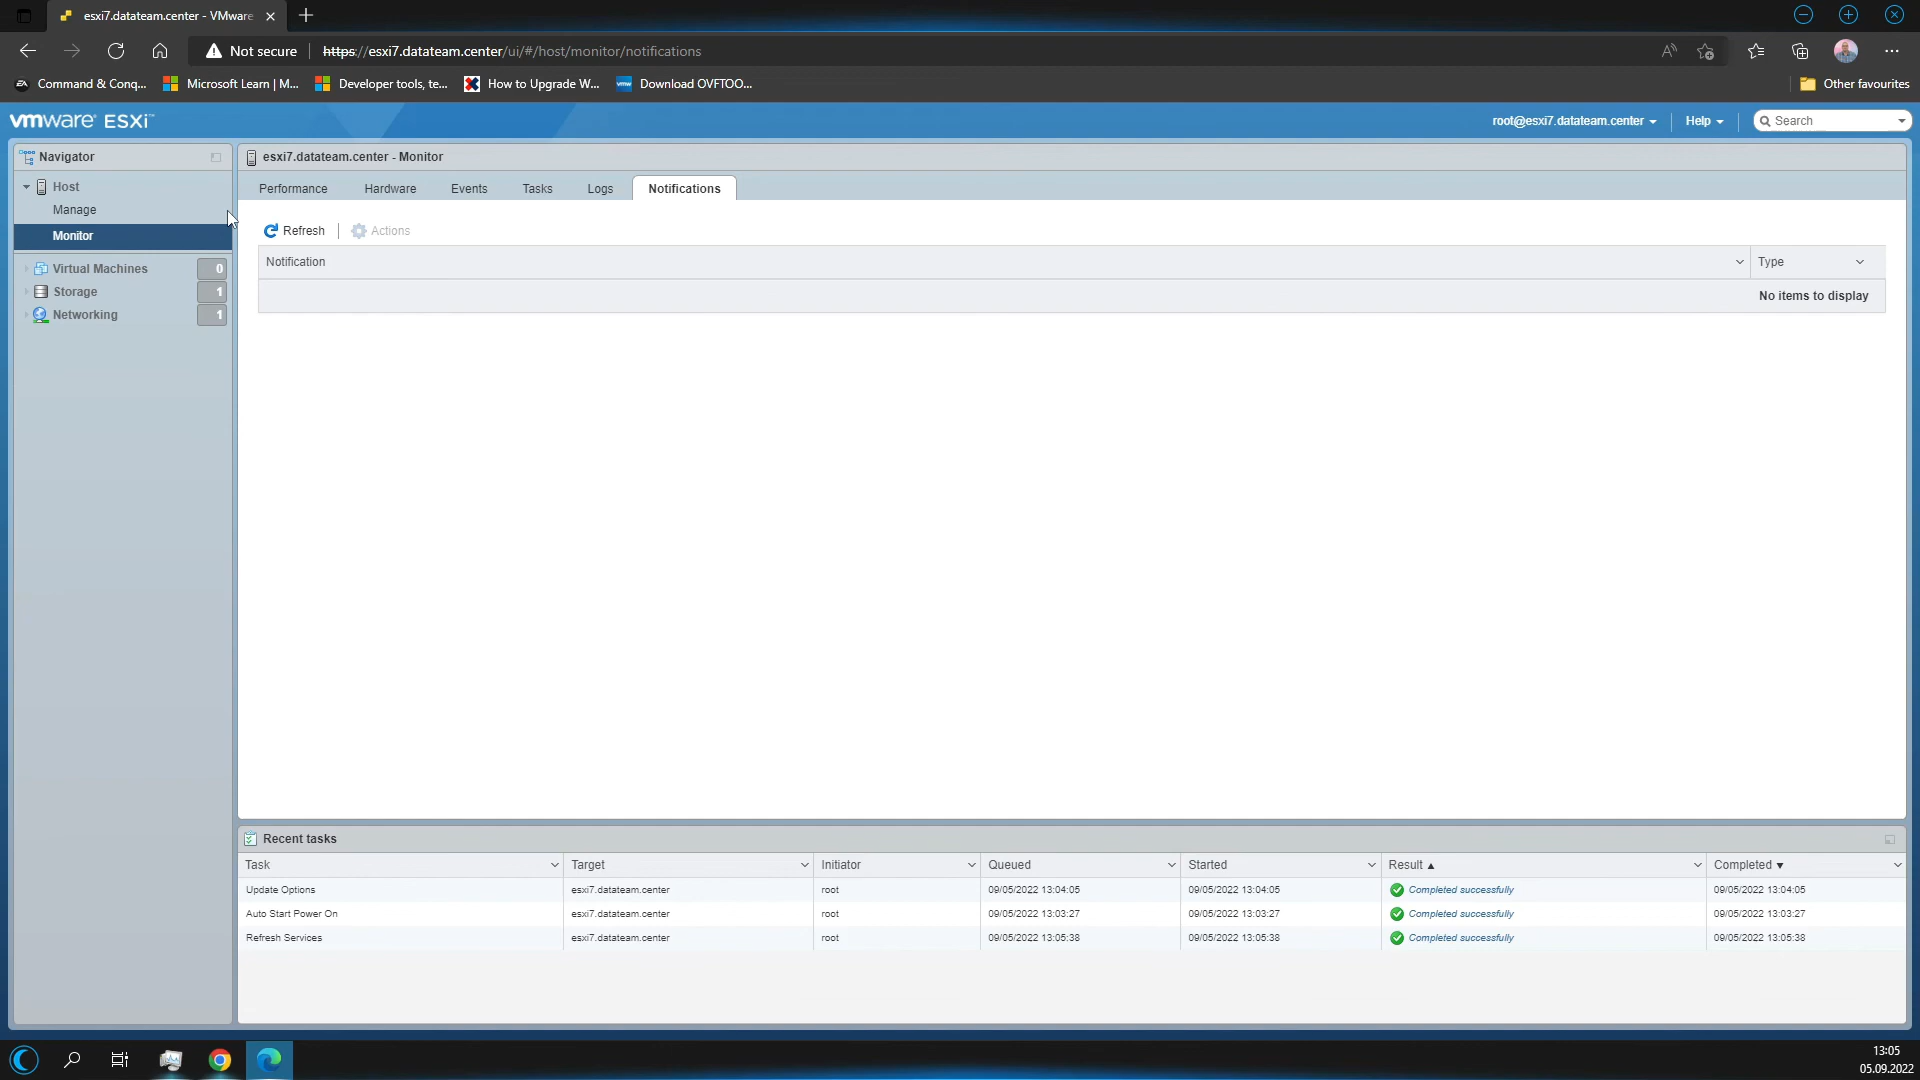 esxi7.datateam.center - VMware
Not secure https://esxi7.datateam.center/ui/#/host/monitor/notifications
Command & Conq... Microsoft Learn | M... Developer tools, te... How to Upgrade W... Download OVFTOO... Other favourites
vmware ESXi™ root@esxi7.datateam.center Help Search
Navigator
Host
Manage
Monitor
Virtual Machines 0
Storage 1
Networking 1
esxi7.datateam.center - Monitor
Performance Hardware Events Tasks Logs Notifications
Refresh Actions
Notification Type
No items to display
Recent tasks
Task Target Initiator Queued Started Result Completed
Update Options esxi7.datateam.center root 09/05/2022 13:04:05 09/05/2022 13:04:05 Completed successfully 09/05/2022 13:04:05
Auto Start Power On esxi7.datateam.center root 09/05/2022 13:03:27 09/05/2022 13:03:27 Completed successfully 09/05/2022 13:03:27
Refresh Services esxi7.datateam.center root 09/05/2022 13:05:38 09/05/2022 13:05:38 Completed successfully 09/05/2022 13:05:38
13:05
05.09.2022